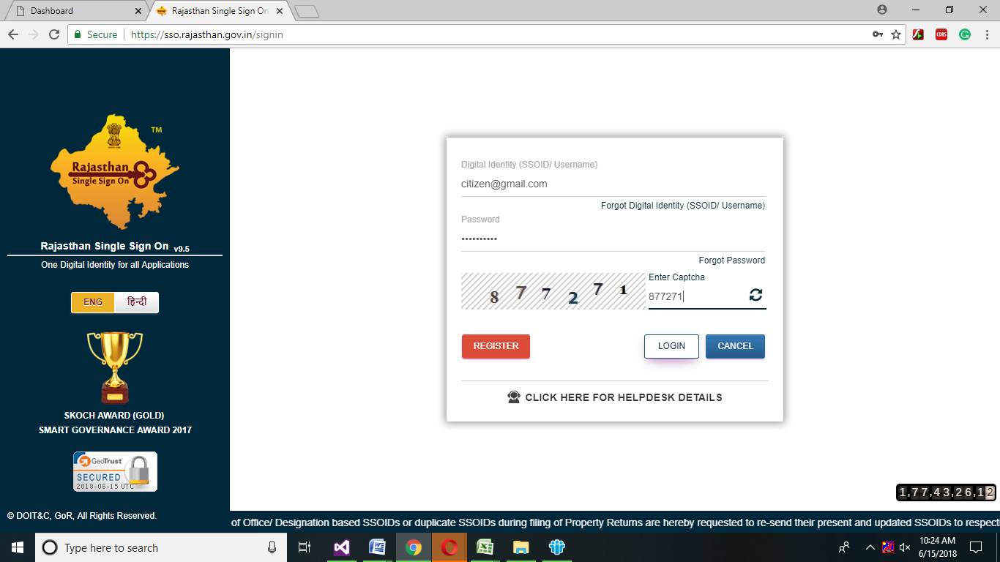 Dashboard
Rajasthan Single Sign On
Secure
https://sso.rajasthan.gov.in/signin
CORS
TM
Rajasthan
Single Sign On
Rajasthan Single Sign On v9.5
One Digital Identity for all Applications
ENG
हिन्दी
SKOCH AWARD (GOLD)
SMART GOVERNANCE AWARD 2017
GeoTrust
SECURED
2018-06-15 UTC
© DOIT&C, GoR, All Rights Reserved.
Digital Identity (SSOID/ Username)
citizen@gmail.com
Forgot Digital Identity (SSOID/ Username)
Password
••••••••••
Forgot Password
8 7 7 2 7 1
Enter Captcha
877271
REGISTER
LOGIN
CANCEL
CLICK HERE FOR HELPDESK DETAILS
1,77,43,26,12
of Office/ Designation based SSOIDs or duplicate SSOIDs during filing of Property Returns are hereby requested to re-send their present and updated SSOIDs to respecti
Type here to search
10:24 AM
6/15/2018